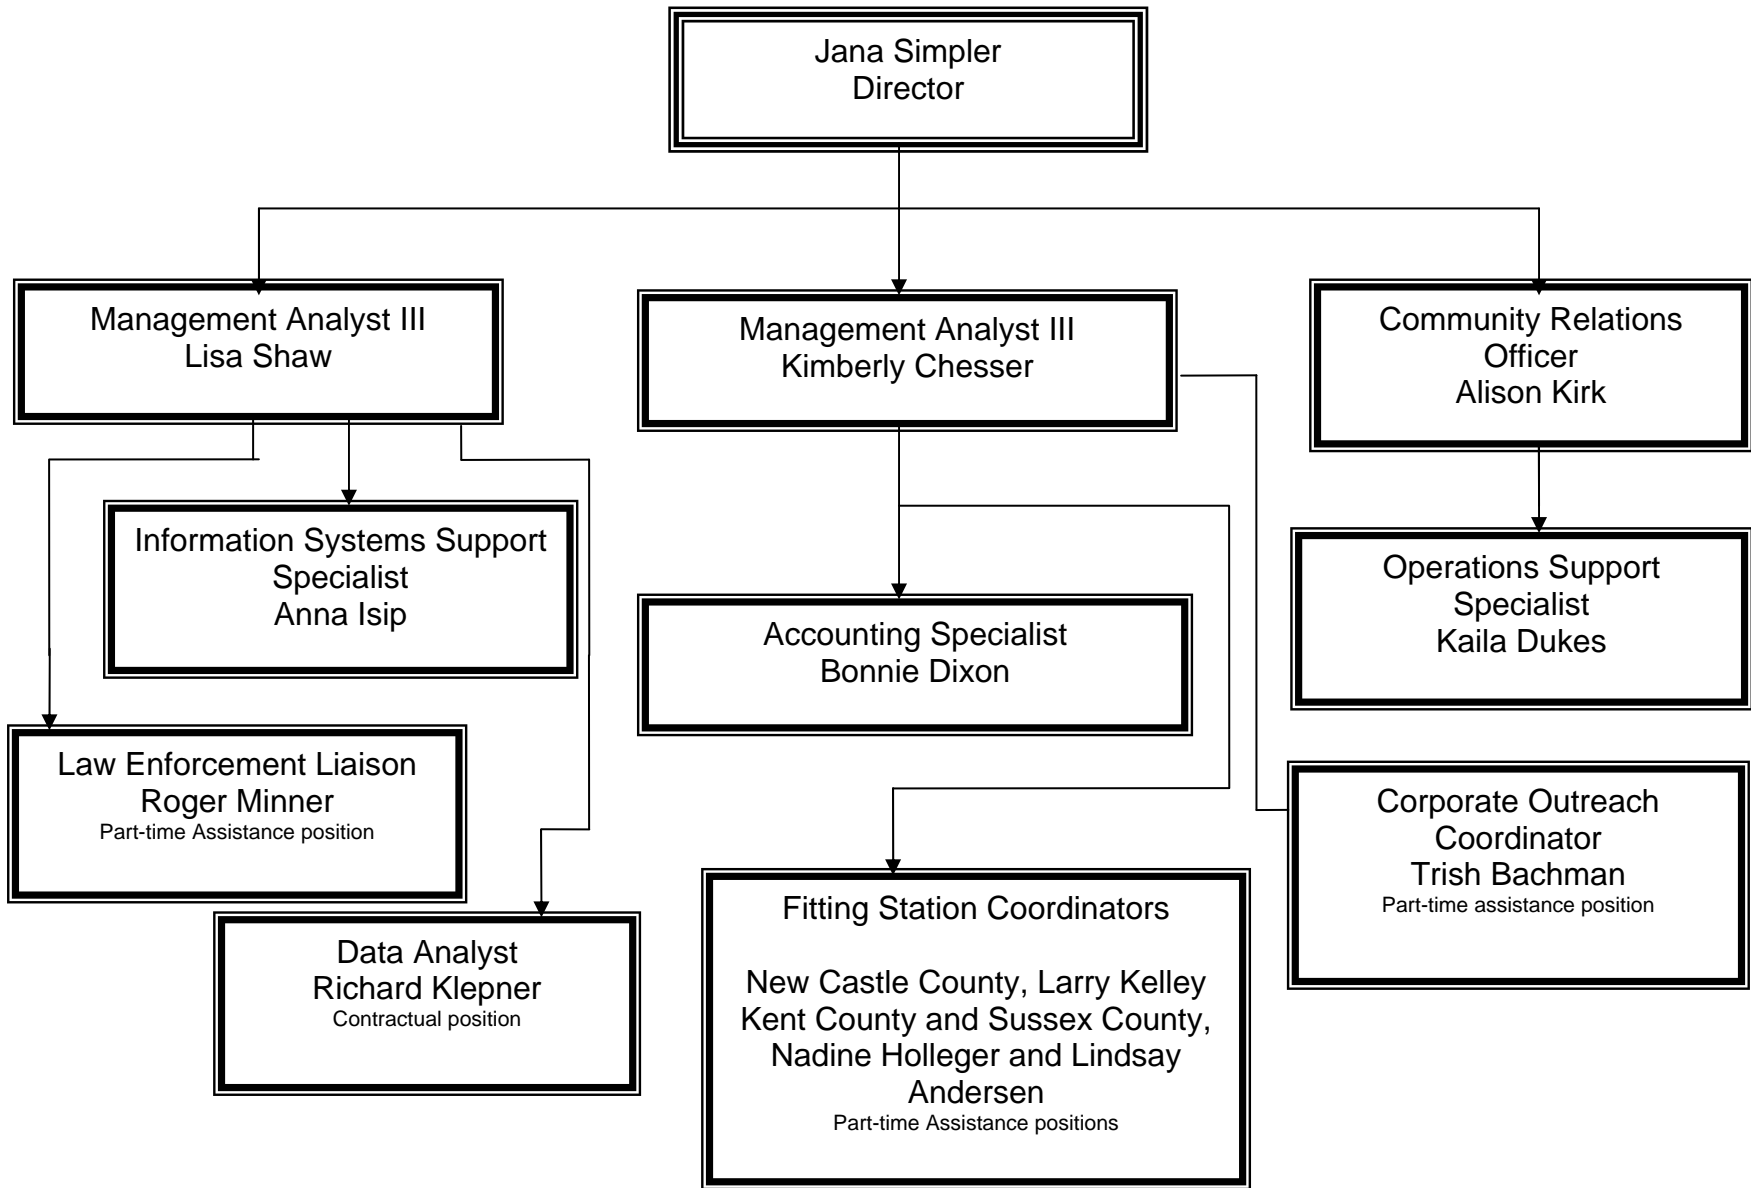 Jana Simpler
Director
Management Analyst III
Lisa Shaw
Management Analyst III
Kimberly Chesser
Community Relations
Officer
Alison Kirk
Information Systems Support
Specialist
Anna Isip
Accounting Specialist
Bonnie Dixon
Operations Support
Specialist
Kaila Dukes
Law Enforcement Liaison
Roger Minner
Part-time Assistance position
Corporate Outreach
Coordinator
Trish Bachman
Part-time assistance position
Data Analyst
Richard Klepner
Contractual position
Fitting Station Coordinators
New Castle County, Larry Kelley
Kent County and Sussex County,
Nadine Holleger and Lindsay
Andersen
Part-time Assistance positions